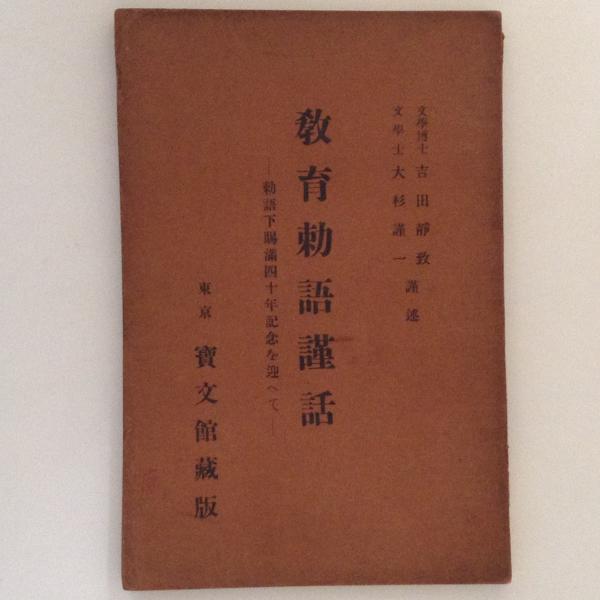 文學博士 吉田靜致 謹述
文學士 大杉謹一
教育勅語謹話
―勅語下賜滿四十年記念を迎へて―
東京 寶文館藏版